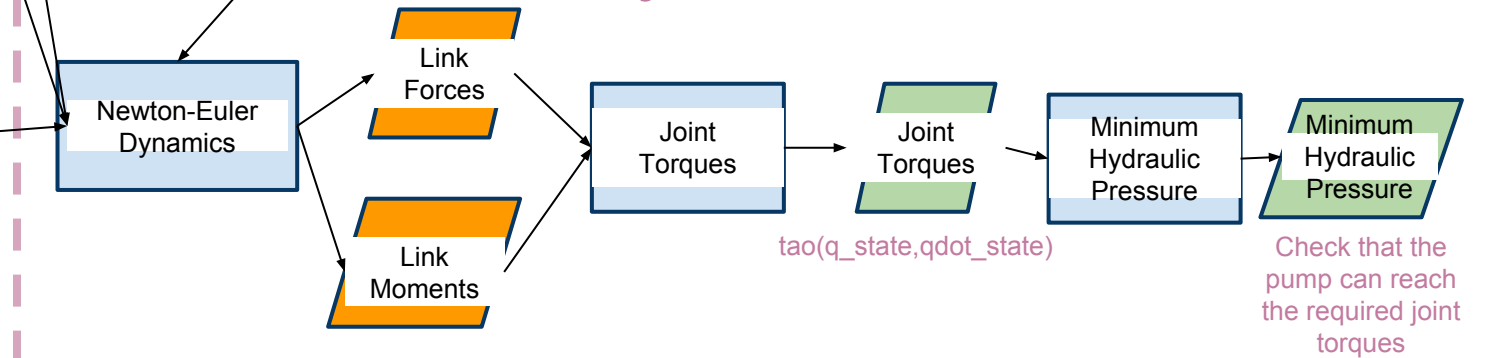 Newton-Euler
Dynamics
Link
Forces
Link
Moments
Joint
Torques
Joint
Torques
tao(q_state,qdot_state)
Minimum
Hydraulic
Pressure
Minimum
Hydraulic
Pressure
Check that the
pump can reach
the required joint
torques